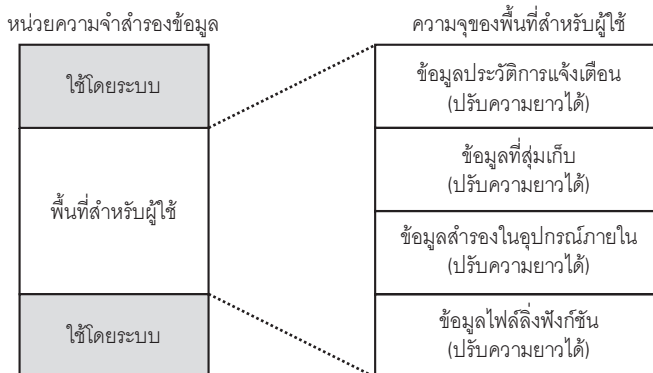 หน่วยความจำสำรองข้อมูล
ใช้โดยระบบ
พื้นที่สำหรับผู้ใช้
ใช้โดยระบบ
ความจุของพื้นที่สำหรับผู้ใช้
ข้อมูลประวัติการแจ้งเตือน
(ปรับความยาวได้)
ข้อมูลที่สุ่มเก็บ
(ปรับความยาวได้)
ข้อมูลสำรองในอุปกรณ์ภายใน
(ปรับความยาวได้)
ข้อมูลไฟล์ลิ่งฟังก์ชัน
(ปรับความยาวได้)